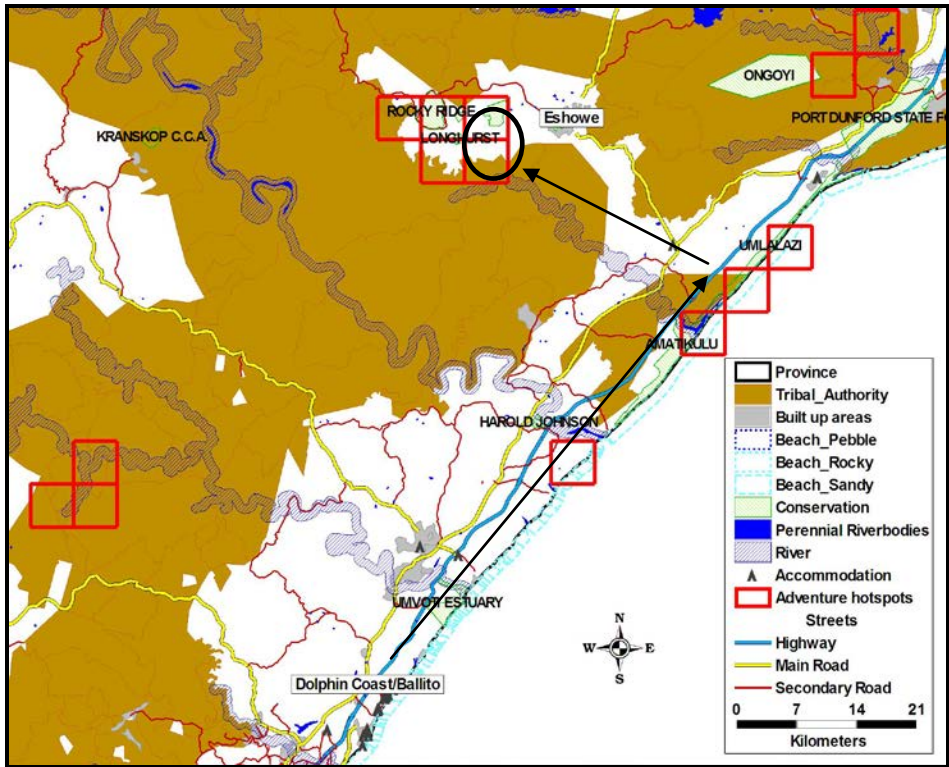 ONGOYI
ROCKY RIDGE
Eshowe
PORT DUNFORD STATE FO
KRANSKOP C.C.A.
LONGHURST
UMLALAZI
AMATIKULU
HAROLD JOHNSON
UMVOTI ESTUARY
Dolphin Coast/Ballito
N
W E
S
Province
Tribal_Authority
Built up areas
Beach_Pebble
Beach_Rocky
Beach_Sandy
Conservation
Perennial Riverbodies
River
Accommodation
Adventure hotspots
Streets
Highway
Main Road
Secondary Road
0 7 14 21
Kilometers